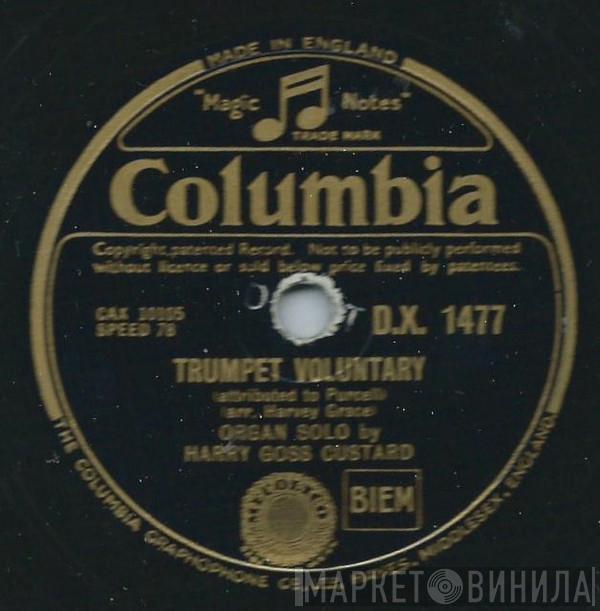 MADE IN ENGLAND
"Magic Notes"
TRADE MARK
Columbia
Copyright, patented Record. Not to be publicly performed
without licence or sold below price fixed by patentees.
CAX 10105
SPEED 78
D.X. 1477
TRUMPET VOLUNTARY
(attributed to Purcell)
(arr. Harvey Grace)
ORGAN SOLO by
HARRY GOSS CUSTARD
BIEM
THE COLUMBIA GRAPHOPHONE MIDDLESEX, ENGLAND.
МАРКЕТ ВИНИЛА